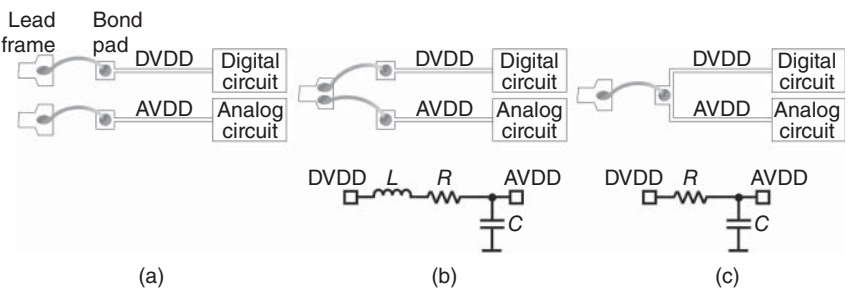 Lead
frame
Bond
pad
DVDD
Digital
circuit
AVDD
Analog
circuit
DVDD
Digital
circuit
AVDD
Analog
circuit
DVDD
Digital
circuit
AVDD
Analog
circuit
DVDD L R AVDD
C
DVDD R AVDD
C
(a)
(b)
(c)